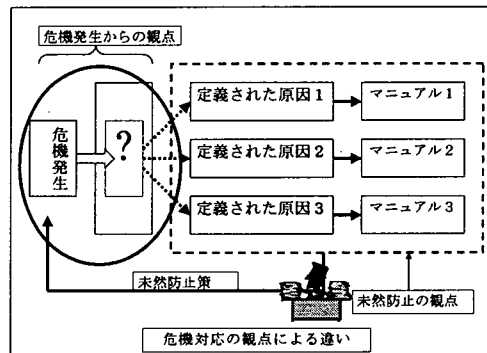 危機発生からの観点
定義された原因1
マニュアル1
危機発生
?
定義された原因2
マニュアル2
定義された原因3
マニュアル3
未然防止策
未然防止の観点
危機対応の観点による違い